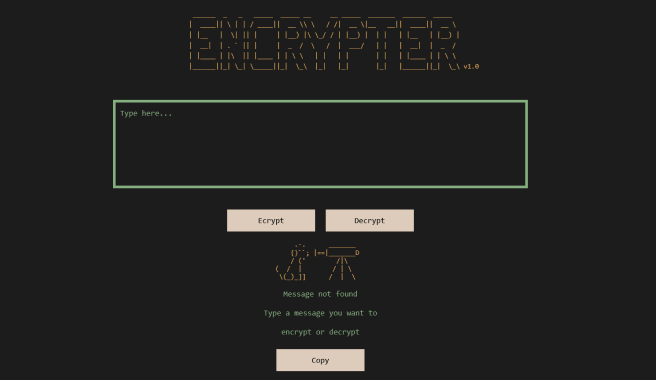 ENCRYPTER v1.0
Type here...
Ecrypt
Decrypt
Message not found
Type a message you want to
encrypt or decrypt
Copy